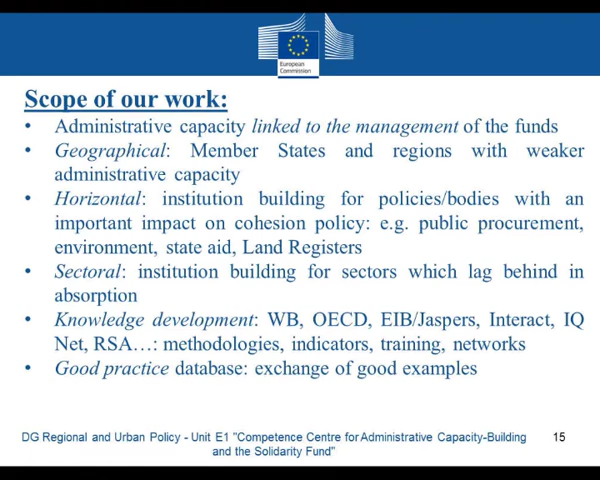 European
Commission
Scope of our work:
• Administrative capacity linked to the management of the funds
• Geographical: Member States and regions with weaker
administrative capacity
• Horizontal: institution building for policies/bodies with an
important impact on cohesion policy: e.g. public procurement,
environment, state aid, Land Registers
• Sectoral: institution building for sectors which lag behind in
absorption
• Knowledge development: WB, OECD, EIB/Jaspers, Interact, IQ
Net, RSA…: methodologies, indicators, training, networks
• Good practice database: exchange of good examples
DG Regional and Urban Policy - Unit E1 "Competence Centre for Administrative Capacity-Building
and the Solidarity Fund"
15